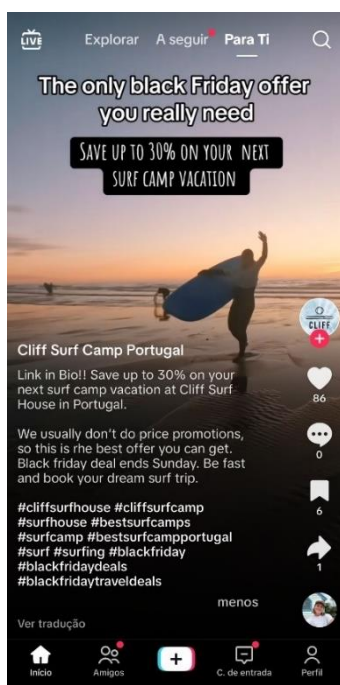 LIVE
Explorar
A seguir
Para Ti
The only black Friday offer
you really need
SAVE UP TO 30% ON YOUR NEXT
SURF CAMP VACATION
CLIFF
Cliff Surf Camp Portugal
Link in Bio!! Save up to 30% on your
next surf camp vacation at Cliff Surf
House in Portugal.
86
We usually don't do price promotions,
so this is rhe best offer you can get.
Black friday deal ends Sunday. Be fast
and book your dream surf trip.
0
#cliffsurfhouse #cliffsurfcamp
#surfhouse #bestsurfcamps
#surfcamp #bestsurfcampportugal
#surf #surfing #blackfriday
#blackfridaydeals
#blackfridaytraveldeals
6
1
menos
Ver tradução
Início
Amigos
C. de entrada
Perfil